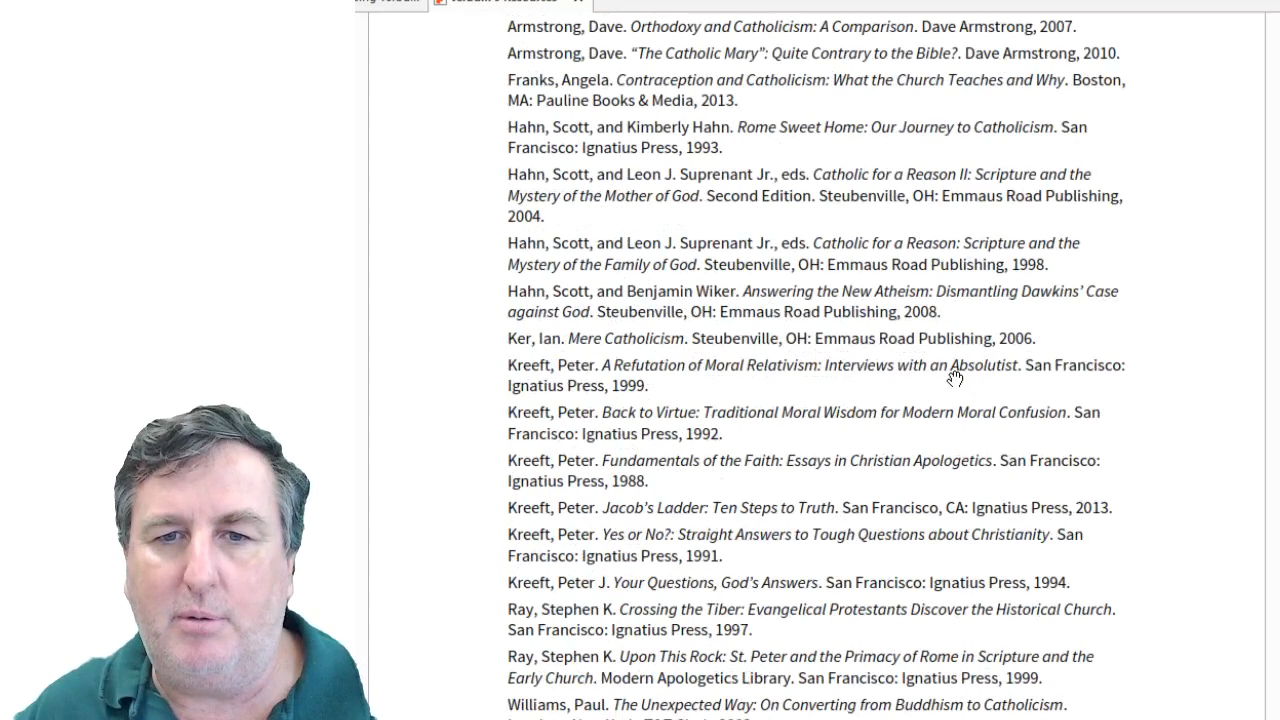 Armstrong, Dave. Orthodoxy and Catholicism: A Comparison. Dave Armstrong, 2007.
Armstrong, Dave. “The Catholic Mary”: Quite Contrary to the Bible?. Dave Armstrong, 2010.
Franks, Angela. Contraception and Catholicism: What the Church Teaches and Why. Boston,
MA: Pauline Books & Media, 2013.
Hahn, Scott, and Kimberly Hahn. Rome Sweet Home: Our Journey to Catholicism. San
Francisco: Ignatius Press, 1993.
Hahn, Scott, and Leon J. Suprenant Jr., eds. Catholic for a Reason II: Scripture and the
Mystery of the Mother of God. Second Edition. Steubenville, OH: Emmaus Road Publishing,
2004.
Hahn, Scott, and Leon J. Suprenant Jr., eds. Catholic for a Reason: Scripture and the
Mystery of the Family of God. Steubenville, OH: Emmaus Road Publishing, 1998.
Hahn, Scott, and Benjamin Wiker. Answering the New Atheism: Dismantling Dawkins’ Case
against God. Steubenville, OH: Emmaus Road Publishing, 2008.
Ker, Ian. Mere Catholicism. Steubenville, OH: Emmaus Road Publishing, 2006.
Kreeft, Peter. A Refutation of Moral Relativism: Interviews with an Absolutist. San Francisco:
Ignatius Press, 1999.
Kreeft, Peter. Back to Virtue: Traditional Moral Wisdom for Modern Moral Confusion. San
Francisco: Ignatius Press, 1992.
Kreeft, Peter. Fundamentals of the Faith: Essays in Christian Apologetics. San Francisco:
Ignatius Press, 1988.
Kreeft, Peter. Jacob’s Ladder: Ten Steps to Truth. San Francisco, CA: Ignatius Press, 2013.
Kreeft, Peter. Yes or No?: Straight Answers to Tough Questions about Christianity. San
Francisco: Ignatius Press, 1991.
Kreeft, Peter J. Your Questions, God’s Answers. San Francisco: Ignatius Press, 1994.
Ray, Stephen K. Crossing the Tiber: Evangelical Protestants Discover the Historical Church.
San Francisco: Ignatius Press, 1997.
Ray, Stephen K. Upon This Rock: St. Peter and the Primacy of Rome in Scripture and the
Early Church. Modern Apologetics Library. San Francisco: Ignatius Press, 1999.
Williams, Paul. The Unexpected Way: On Converting from Buddhism to Catholicism.